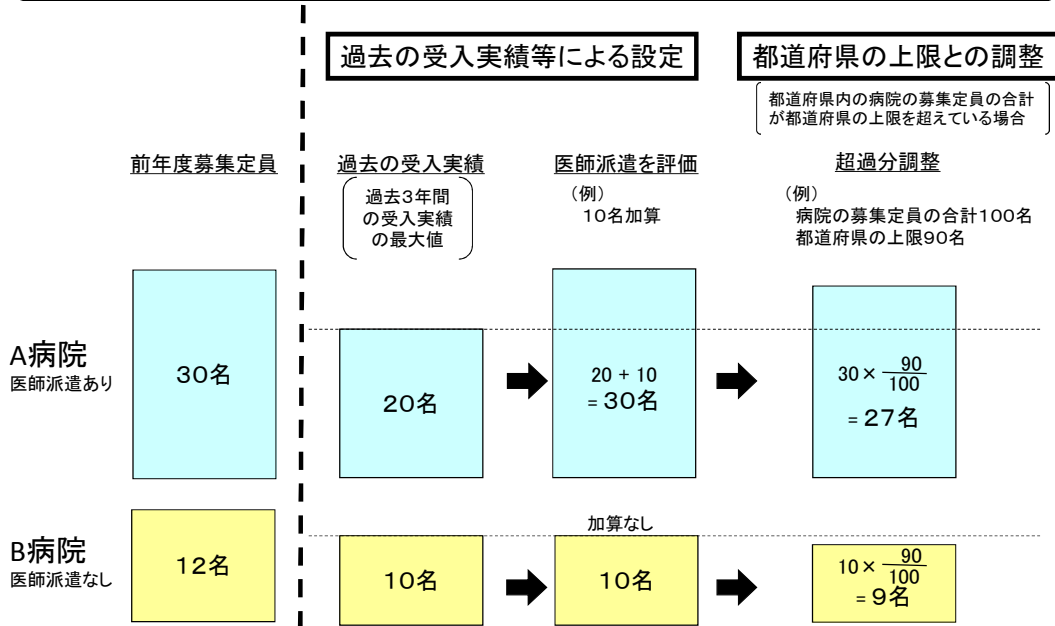 過去の受入実績等による設定
都道府県の上限との調整
都道府県内の病院の募集定員の合計
が都道府県の上限を超えている場合
前年度募集定員
過去の受入実績
過去3年間
の受入実績
の最大値
医師派遣を評価
(例)
10名加算
超過分調整
(例)
病院の募集定員の合計100名
都道府県の上限90名
A病院
医師派遣あり
30名
20名
20 + 10
= 30名
30 × 90/100
= 27名
B病院
医師派遣なし
12名
10名
加算なし
10名
10 × 90/100
= 9名